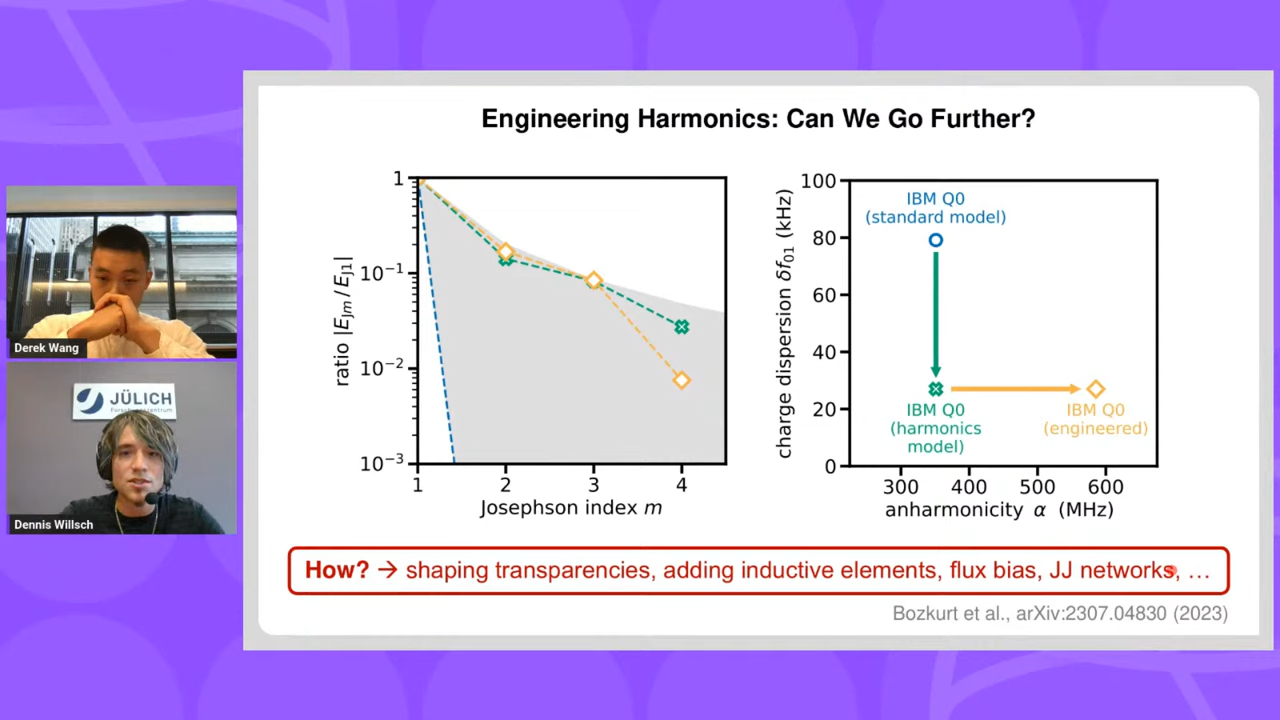 Engineering Harmonics: Can We Go Further?
ratio |E_Jm / E_J1|
1
10⁻¹
10⁻²
10⁻³
1 2 3 4
Josephson index m
charge dispersion δf₀₁ (kHz)
100
80
60
40
20
0
IBM Q0
(standard model)
IBM Q0
(harmonics
model)
IBM Q0
(engineered)
300 400 500 600
anharmonicity α (MHz)
How? → shaping transparencies, adding inductive elements, flux bias, JJ networks, …
Bozkurt et al., arXiv:2307.04830 (2023)
Derek Wang
JÜLICH
Forschungszentrum
Dennis Willsch